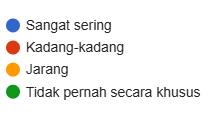 Sangat sering
Kadang-kadang
Jarang
Tidak pernah secara khusus